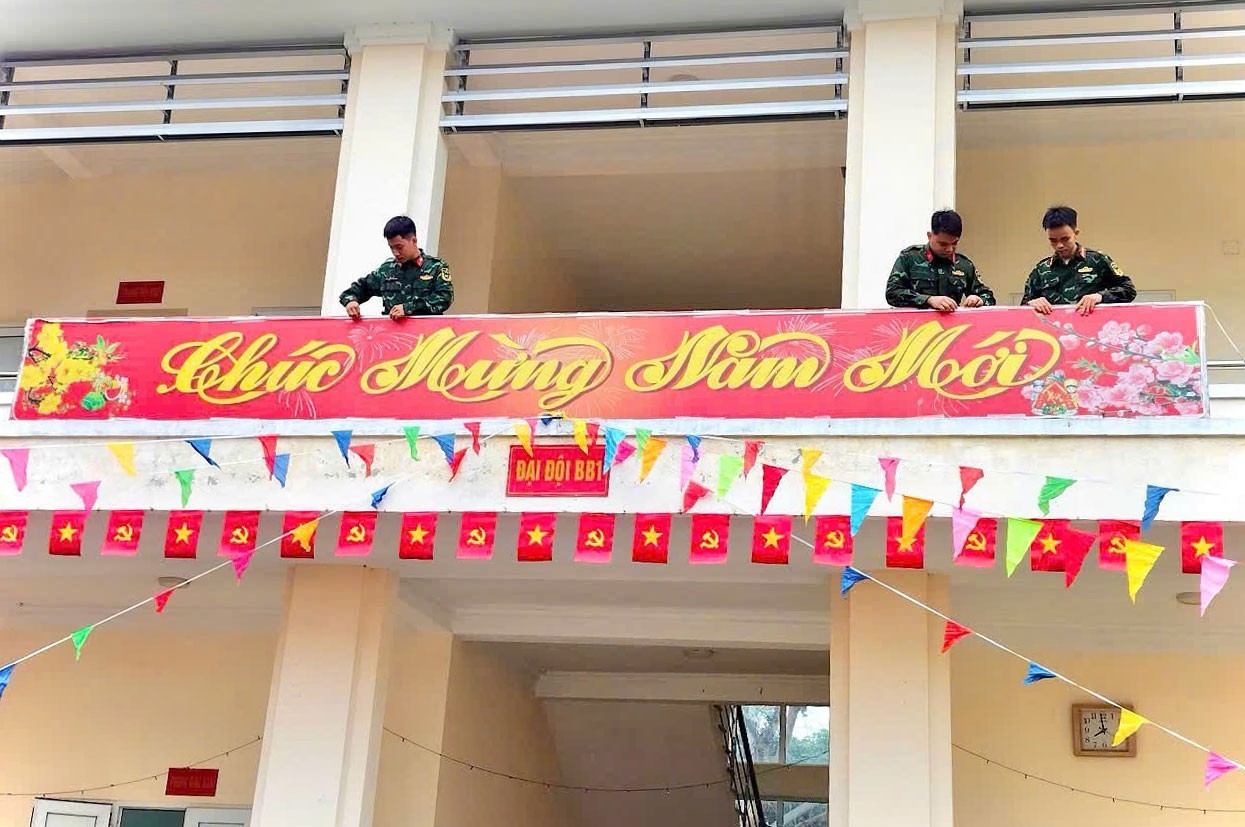 Chúc Mừng Năm Mới
ĐẠI ĐỘI BB1